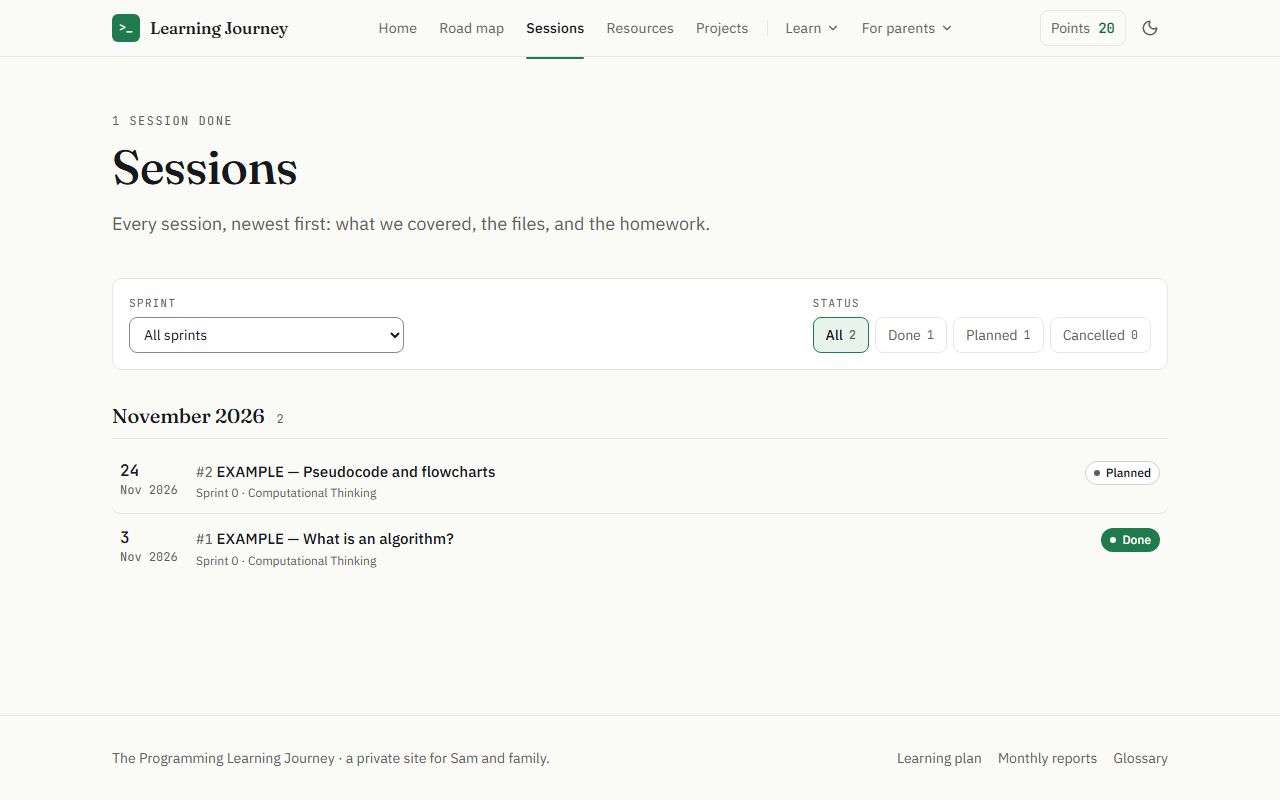 >_ Learning Journey Home Road map Sessions Resources Projects Learn For parents Points 20
1 SESSION DONE
Sessions
Every session, newest first: what we covered, the files, and the homework.
SPRINT STATUS
All sprints All 2 Done 1 Planned 1 Cancelled 0
November 2026 2
24 #2 EXAMPLE — Pseudocode and flowcharts Planned
Nov 2026 Sprint 0 · Computational Thinking
3 #1 EXAMPLE — What is an algorithm? Done
Nov 2026 Sprint 0 · Computational Thinking
The Programming Learning Journey · a private site for Sam and family. Learning plan Monthly reports Glossary